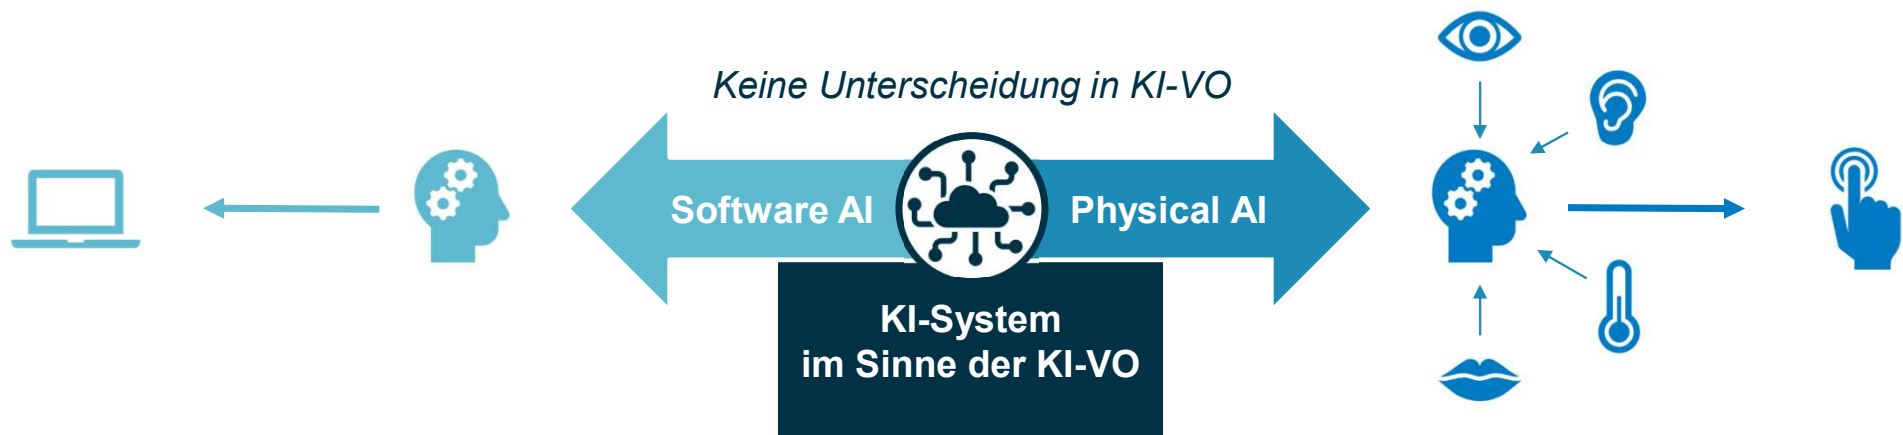 Keine Unterscheidung in KI-VO
Software AI
Physical AI
KI-System
im Sinne der KI-VO